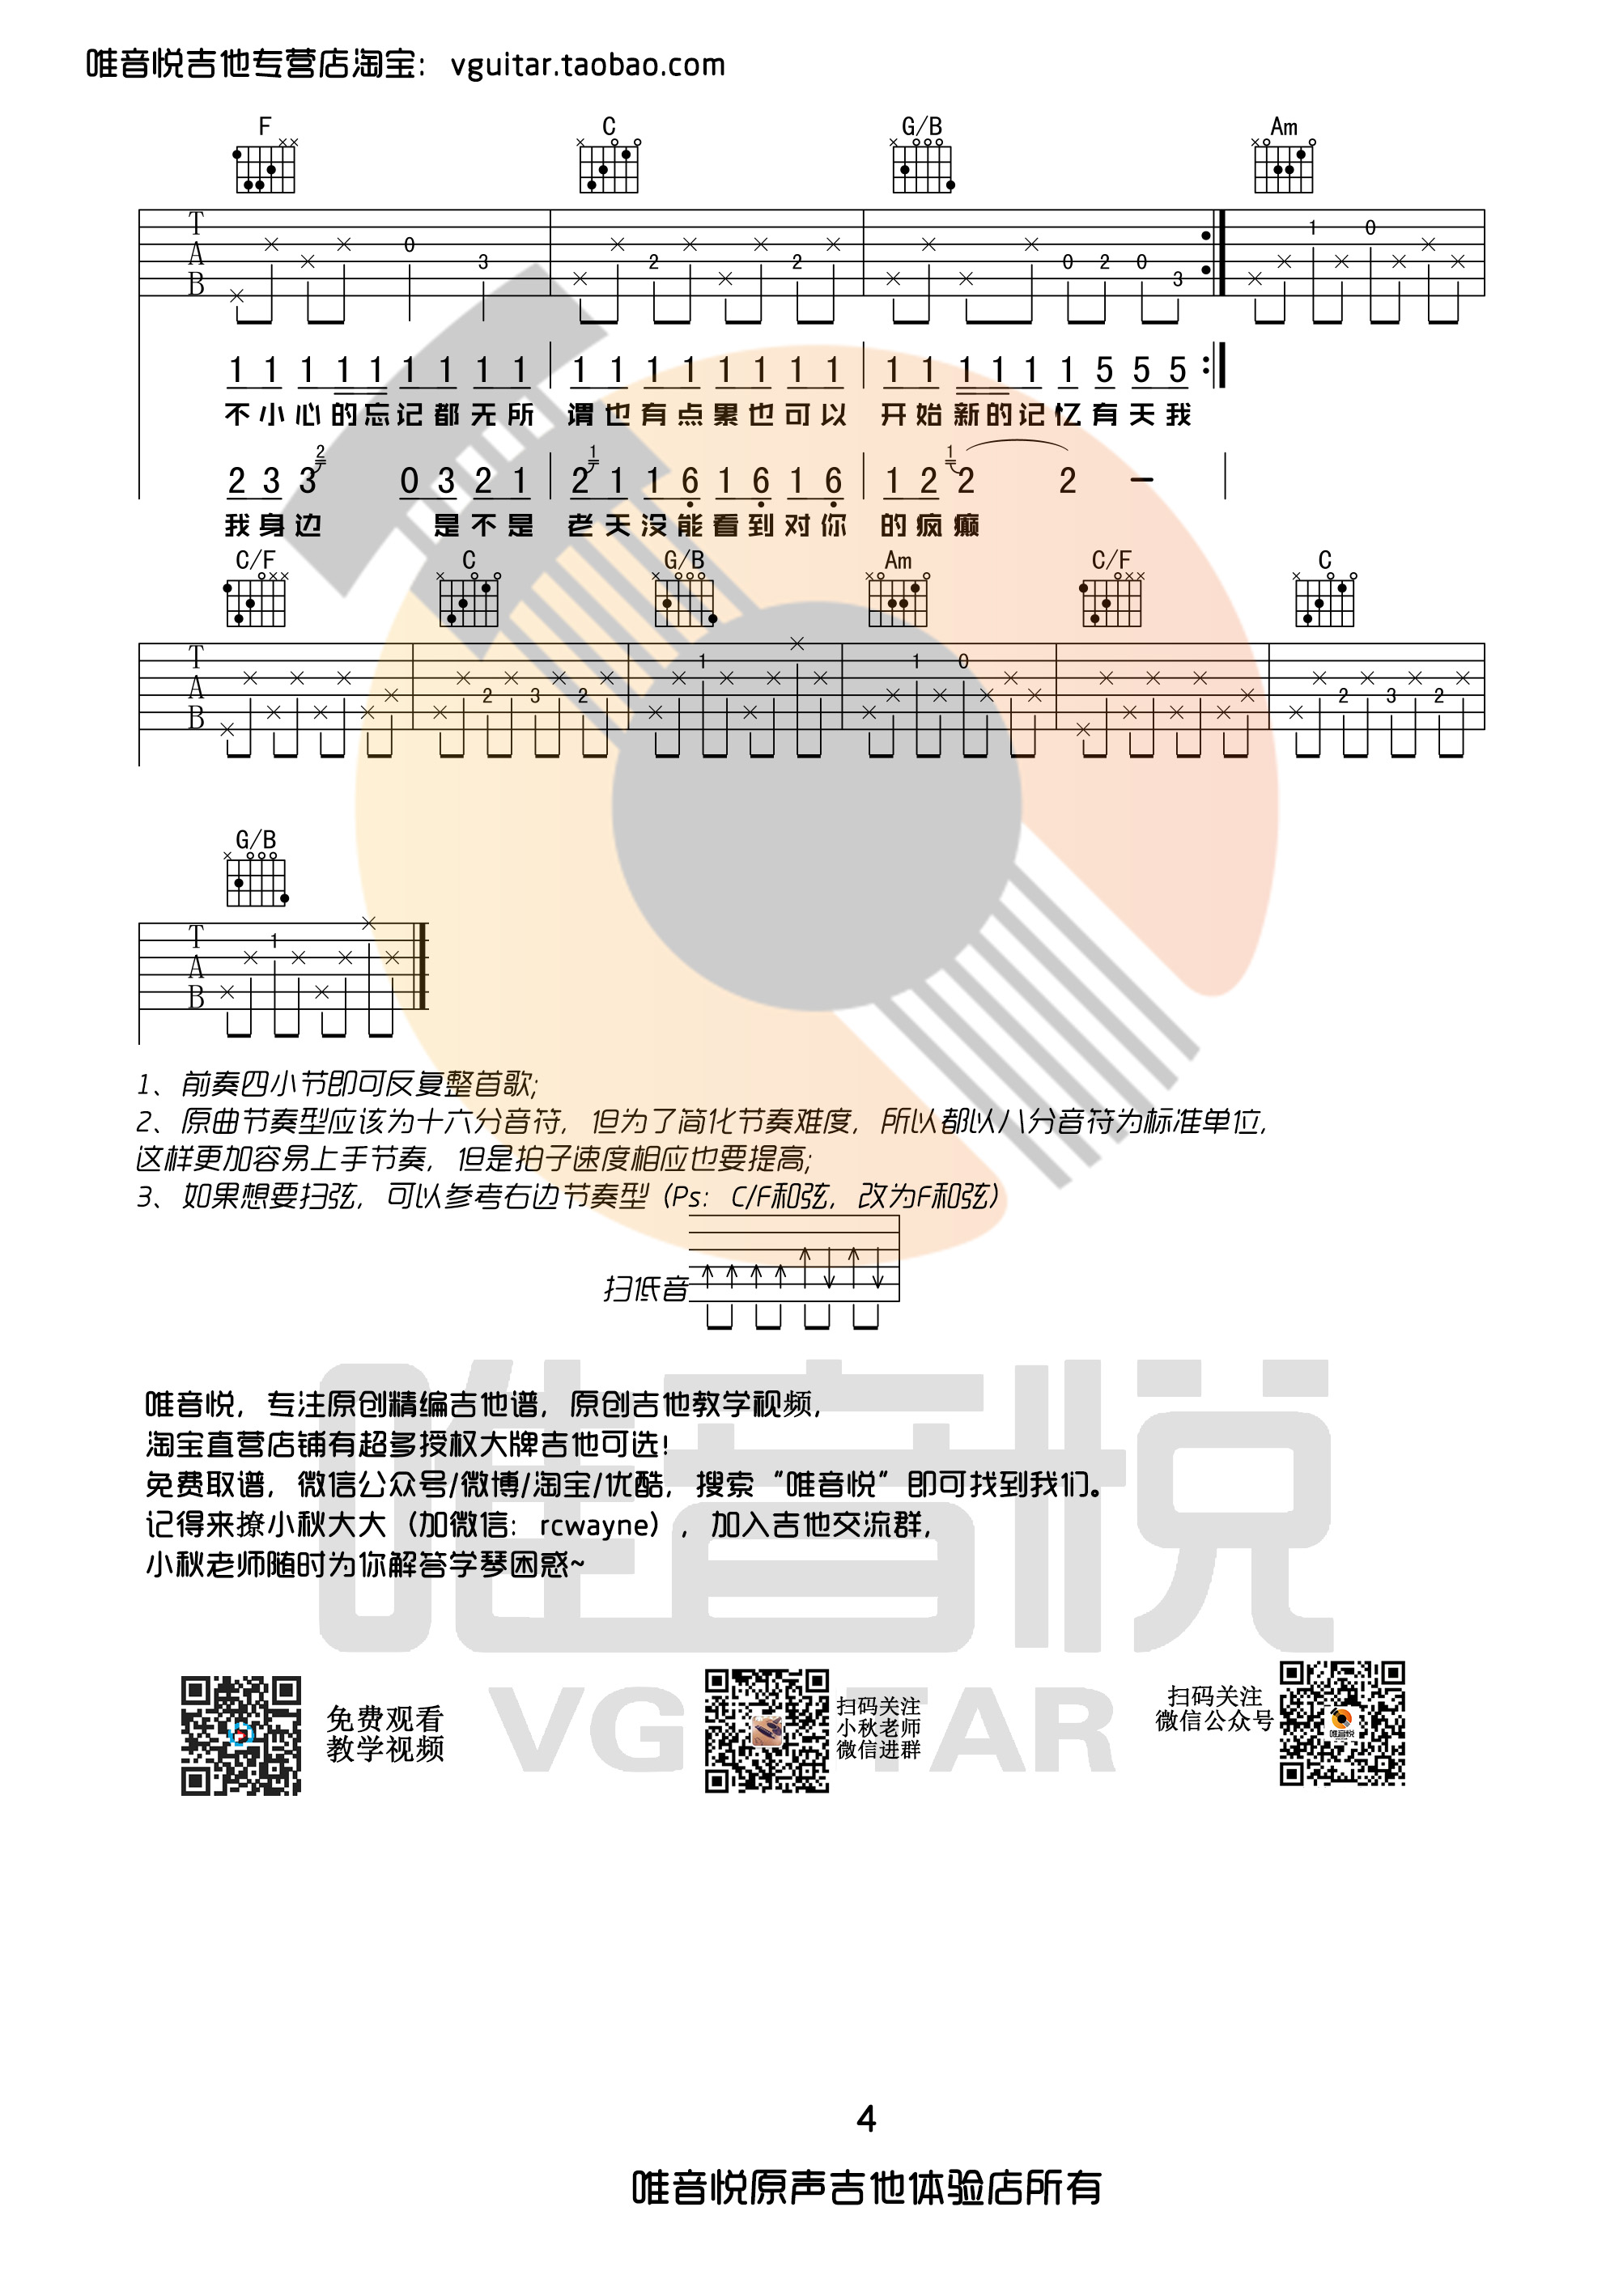 唯音悦吉他专营店淘宝: vguitar.taobao.com
F C G/B Am
T
A
B
0 3 2 2 0 2 0 3 1 0
1 1 1 1 1 1 1 1 1 1 1 1 1 1 1 1 1 1 1 1 1 1 1 5 5 5
不小心的忘记都无所 谓也有点累也可以 开始新的记忆有天我
2 3 3 2 0 3 2 1 2 1 1 1 6 1 6 1 6 1 2 1 2 2 –
我身边 是不是 老天没能看到对你 的疯癫
C/F C G/B Am C/F C
T
A
B
2 3 2 1 1 0 2 3 2
G/B
T
A
B
1
1、前奏四小节即可反复整首歌;
2、原曲节奏型应该为十六分音符, 但为了简化节奏难度, 所以都以八分音符为标准单位,
这样更加容易上手节奏, 但是拍子速度相应也要提高;
3、如果想要扫弦, 可以参考右边节奏型 (Ps: C/F和弦, 改为F和弦)
扫低音
唯音悦
唯音悦, 专注原创精编吉他谱, 原创吉他教学视频,
淘宝直营店铺有超多授权大牌吉他可选!
免费取谱, 微信公众号/微博/淘宝/优酷, 搜索 “唯音悦” 即可找到我们。
记得来撩小秋大大 (加微信: rcwayne) , 加入吉他交流群,
小秋老师随时为你解答学琴困惑~
免费观看
教学视频
扫码关注
小秋老师
微信进群
扫码关注
微信公众号
唯音悦
4
唯音悦原声吉他体验店所有